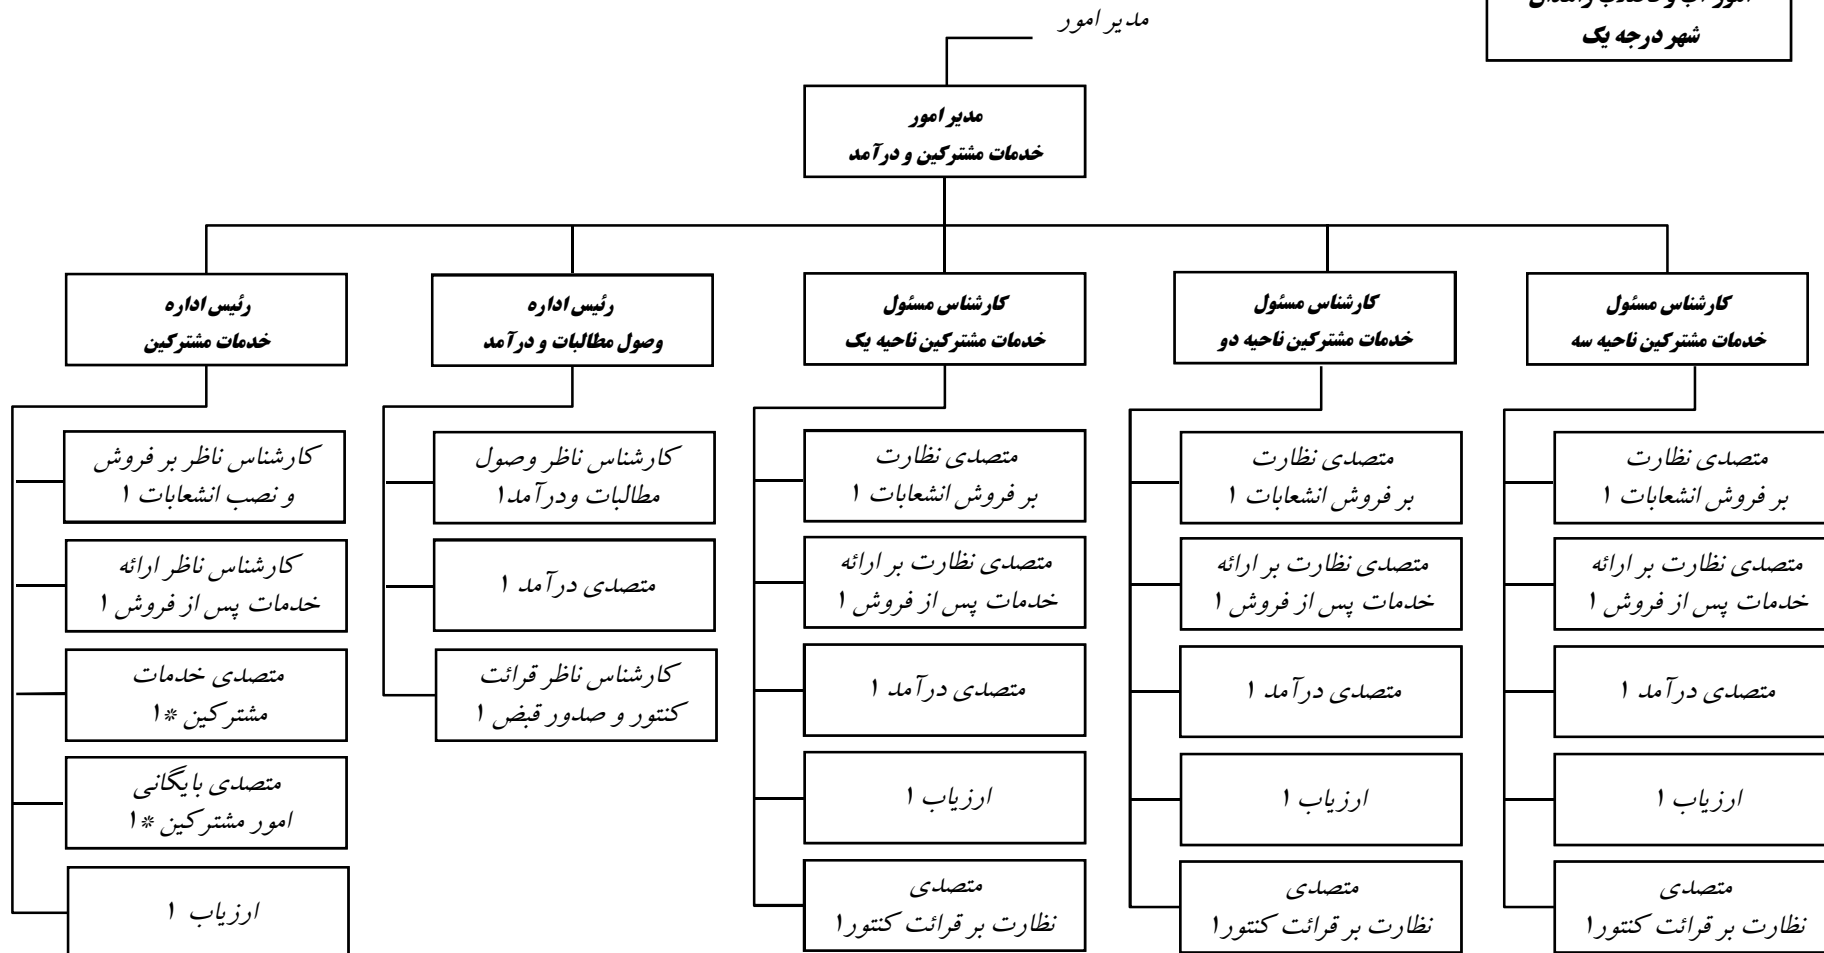 شهر درجه یک
مدیر امور
مدیر امور
خدمات مشترکین و درآمد
کارشناس مسئول
خدمات مشترکین ناحیه سه
متصدی نظارت
بر فروش انشعابات ۱
متصدی نظارت بر ارائه
خدمات پس از فروش ۱
متصدی درآمد ۱
ارزیاب ۱
متصدی
نظارت بر قرائت کنتور۱
کارشناس مسئول
خدمات مشترکین ناحیه دو
متصدی نظارت
بر فروش انشعابات ۱
متصدی نظارت بر ارائه
خدمات پس از فروش ۱
متصدی درآمد ۱
ارزیاب ۱
متصدی
نظارت بر قرائت کنتور۱
کارشناس مسئول
خدمات مشترکین ناحیه یک
متصدی نظارت
بر فروش انشعابات ۱
متصدی نظارت بر ارائه
خدمات پس از فروش ۱
متصدی درآمد ۱
ارزیاب ۱
متصدی
نظارت بر قرائت کنتور۱
رئیس اداره
وصول مطالبات و درآمد
کارشناس ناظر وصول
مطالبات ودرآمد۱
متصدی درآمد ۱
کارشناس ناظر قرائت
کنتور و صدور قبض ۱
رئیس اداره
خدمات مشترکین
کارشناس ناظر بر فروش
و نصب انشعابات ۱
کارشناس ناظر ارائه
خدمات پس از فروش ۱
متصدی خدمات
مشترکین *۱
متصدی بایگانی
امور مشترکین *۱
ارزیاب ۱